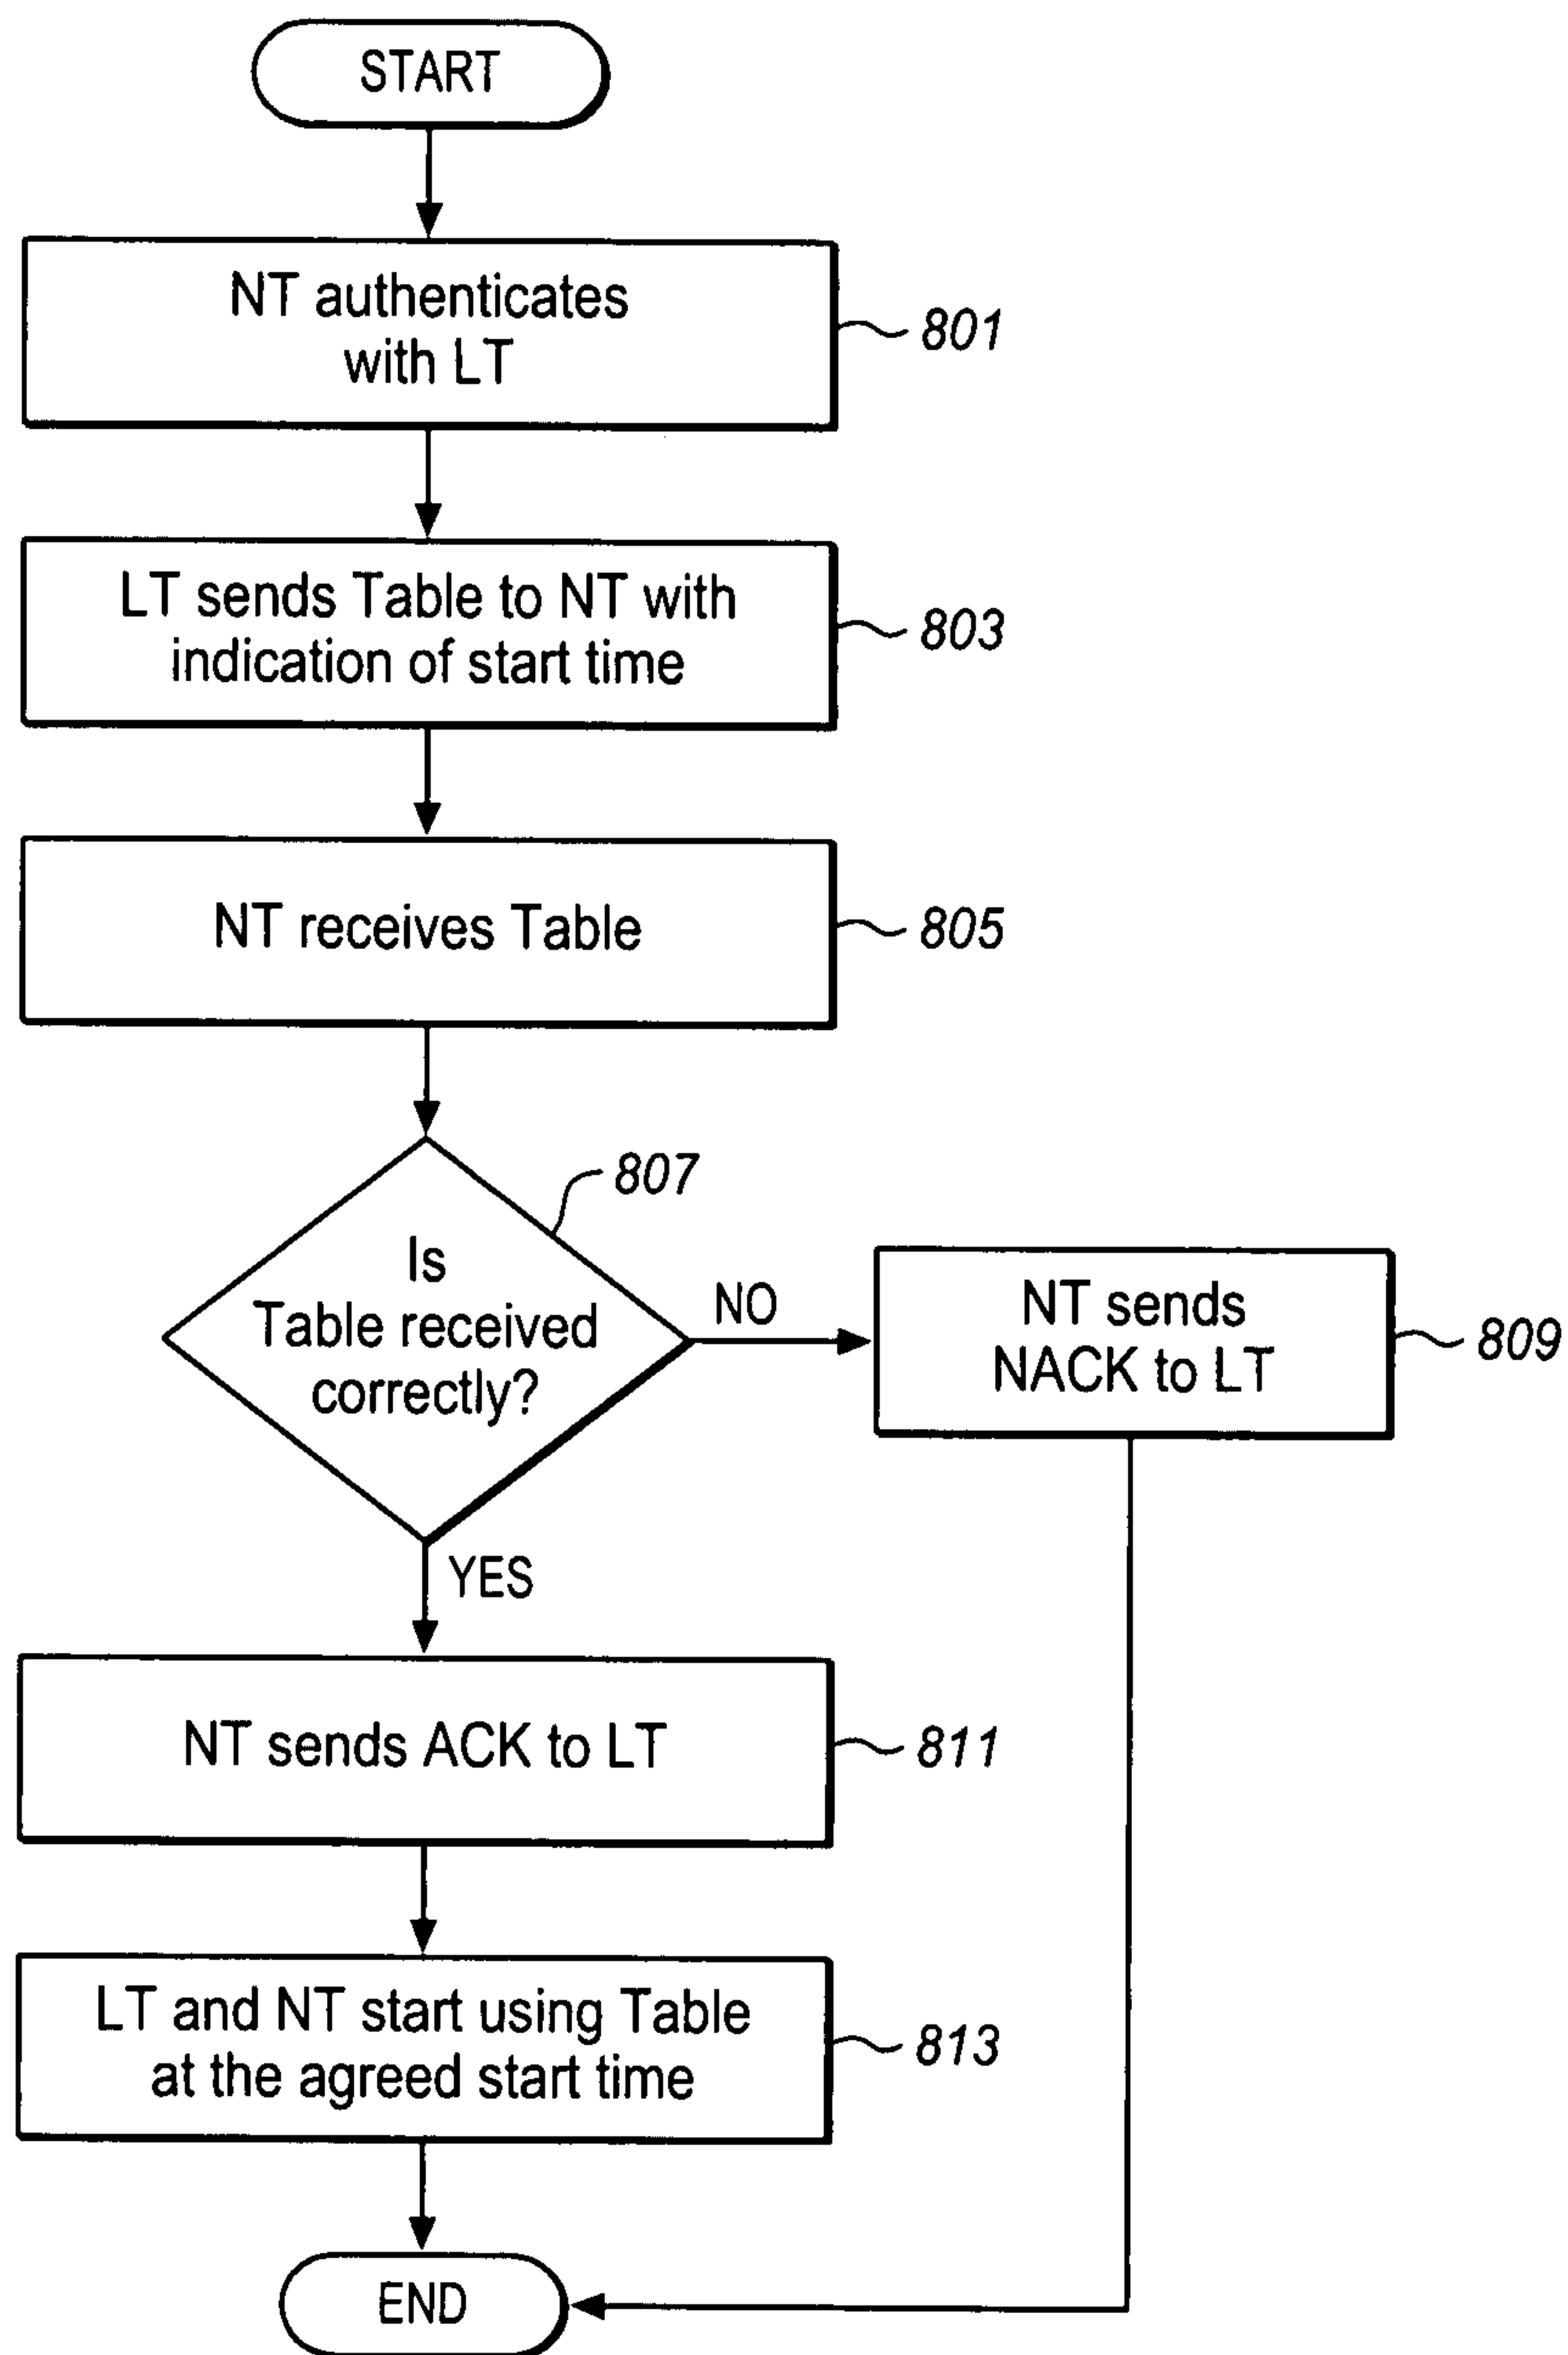 START
NT authenticates
with LT
801
LT sends Table to NT with
indication of start time
803
NT receives Table
805
807
Is
Table received
correctly?
NO
NT sends
NACK to LT
809
YES
NT sends ACK to LT
811
LT and NT start using Table
at the agreed start time
813
END